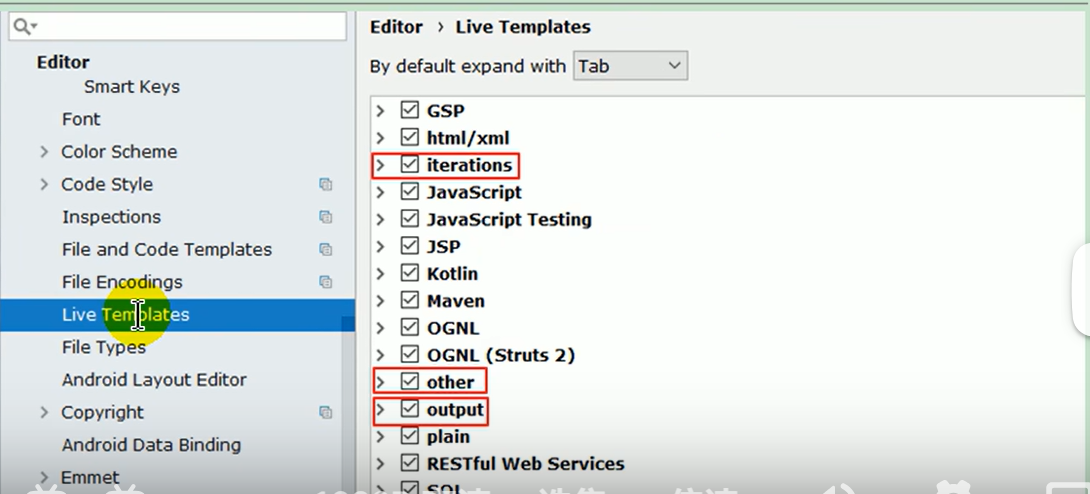 Editor
Smart Keys
Font
Color Scheme
Code Style
Inspections
File and Code Templates
File Encodings
Live Templates
File Types
Android Layout Editor
Copyright
Android Data Binding
Emmet
Editor › Live Templates
By default expand with Tab
GSP
html/xml
iterations
JavaScript
JavaScript Testing
JSP
Kotlin
Maven
OGNL
OGNL (Struts 2)
other
output
plain
RESTful Web Services
SQL